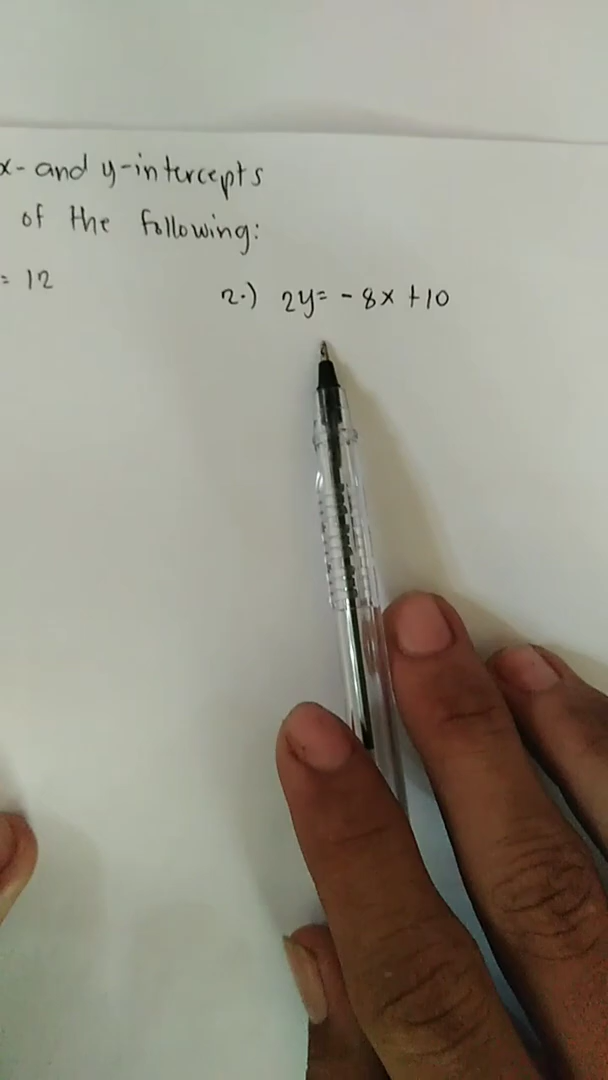 x- and y-intercepts
of the following:
= 12
2.) 2y= -8x +10